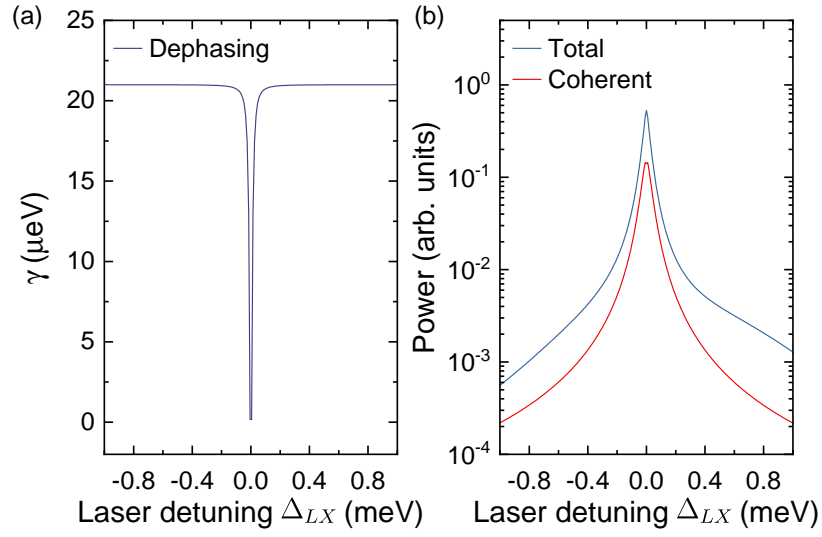 (a)
Dephasing
25
20
15
10
5
0
γ (μeV)
-0.8 -0.4 0.0 0.4 0.8
Laser detuning Δ_LX (meV)
(b)
Total
Coherent
10⁰
10⁻¹
10⁻²
10⁻³
10⁻⁴
Power (arb. units)
-0.8 -0.4 0.0 0.4 0.8
Laser detuning Δ_LX (meV)